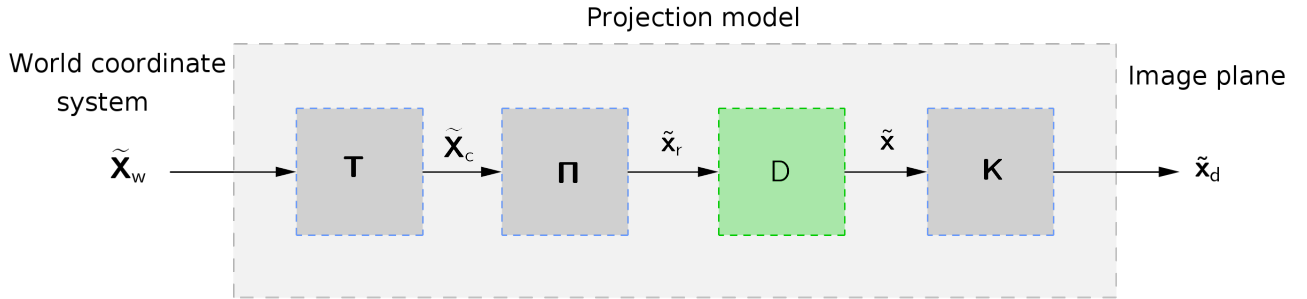 Projection model
World coordinate
system
Image plane
X̃w
T
X̃c
Π
x̃r
D
x̃
K
x̃d